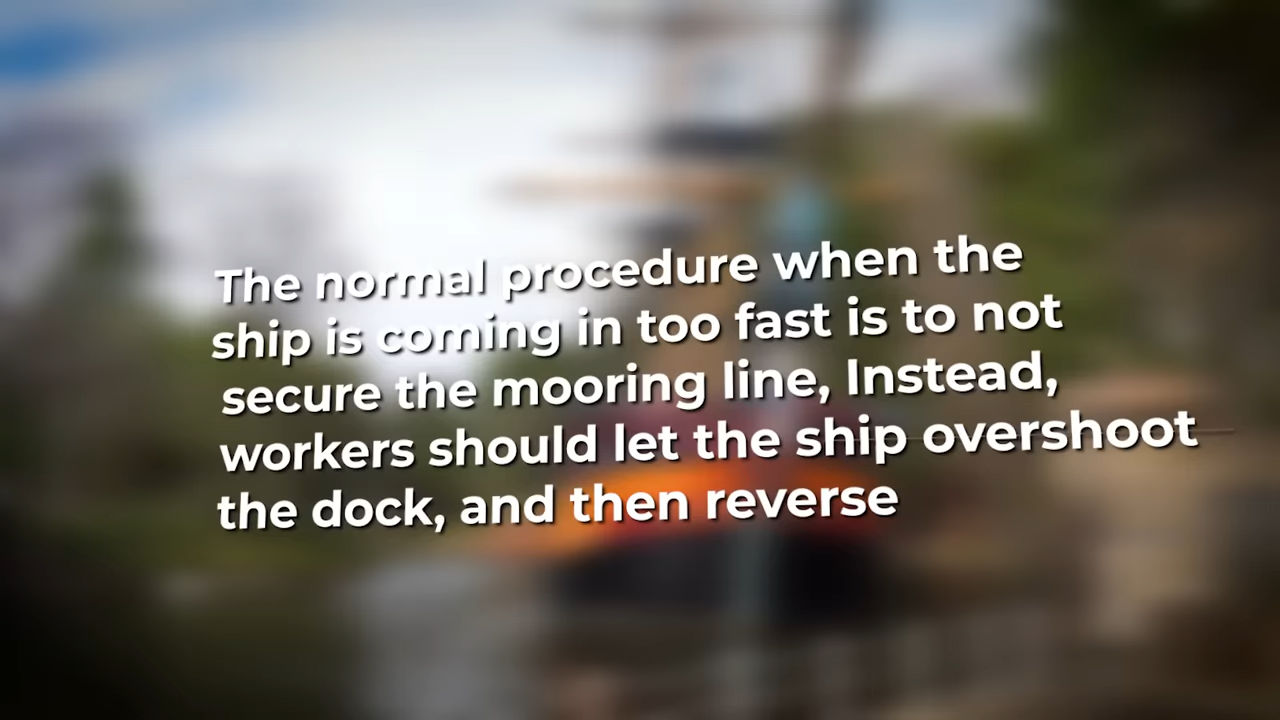 The normal procedure when the
ship is coming in too fast is to not
secure the mooring line, Instead,
workers should let the ship overshoot
the dock, and then reverse